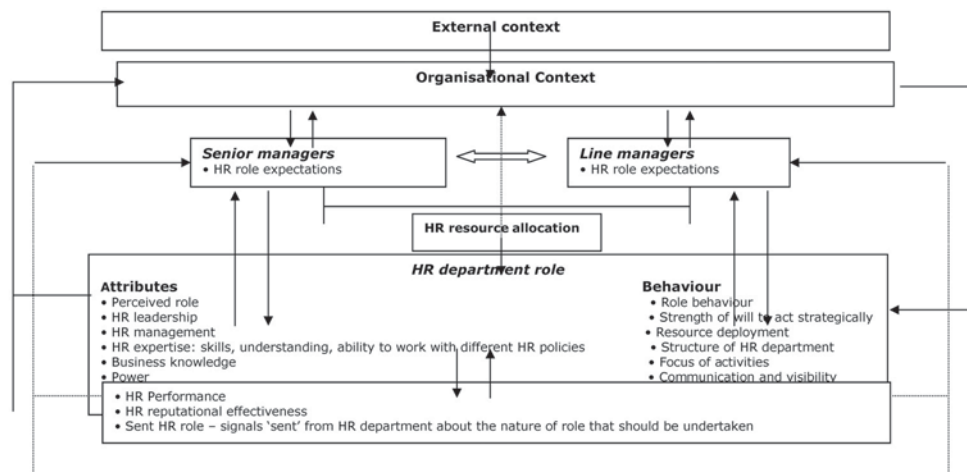 External context
Organisational Context
Senior managers
• HR role expectations
Line managers
• HR role expectations
HR resource allocation
HR department role
Attributes
• Perceived role
• HR leadership
• HR management
• HR expertise: skills, understanding, ability to work with different HR policies
• Business knowledge
• Power
Behaviour
• Role behaviour
• Strength of will to act strategically
• Resource deployment
• Structure of HR department
• Focus of activities
• Communication and visibility
• HR Performance
• HR reputational effectiveness
• Sent HR role – signals ‘sent’ from HR department about the nature of role that should be undertaken